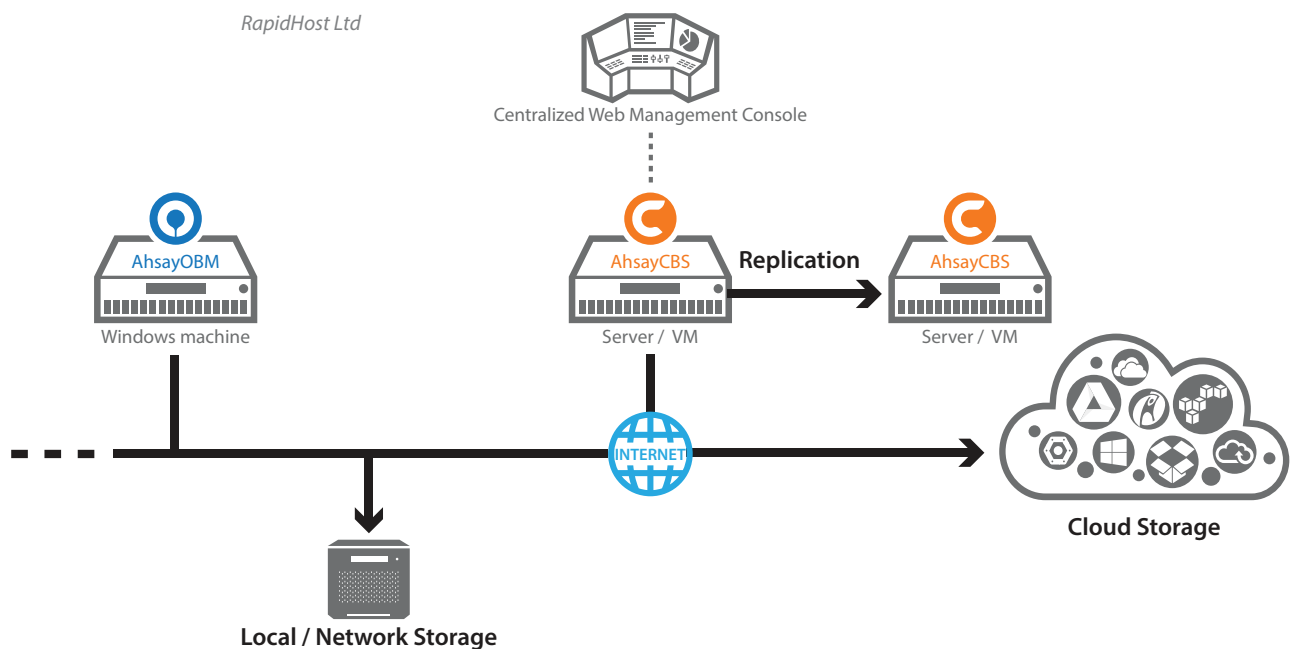 RapidHost Ltd
Centralized Web Management Console
AhsayOBM
AhsayCBS
Replication
AhsayCBS
Windows machine
Server / VM
Server / VM
INTERNET
Cloud Storage
Local / Network Storage